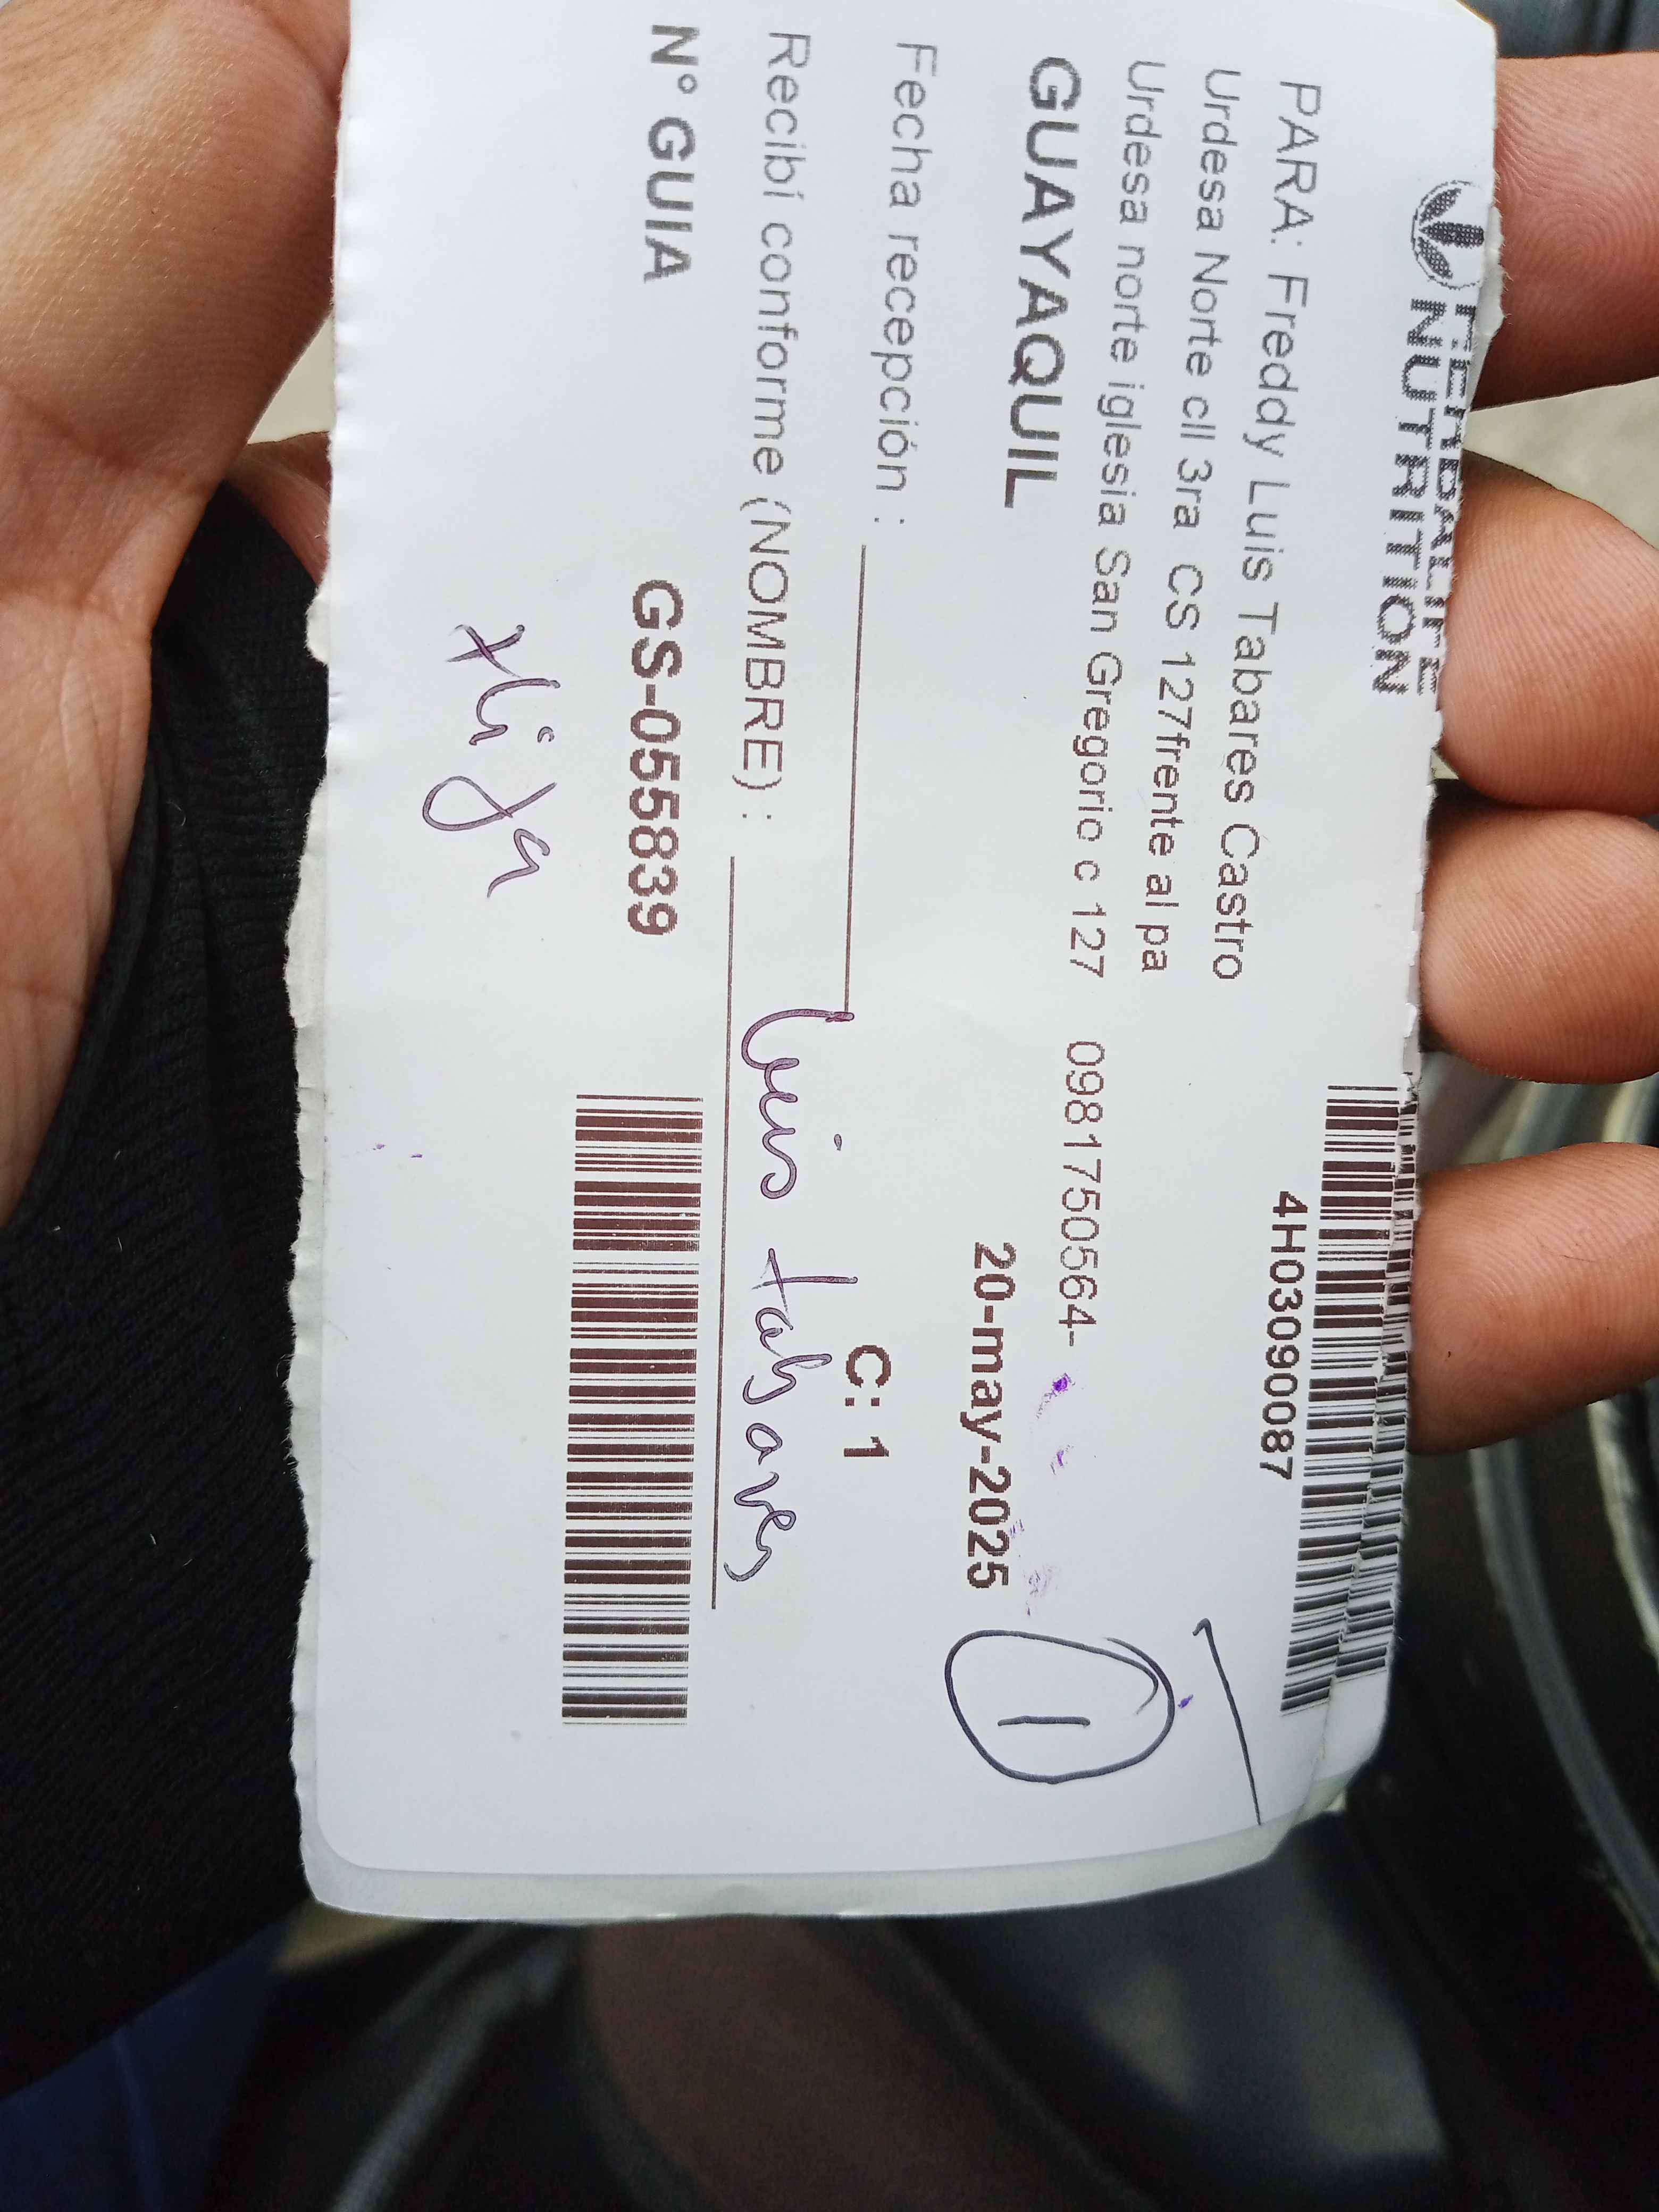 HERBALIFE
NUTRITION
4H03090087
PARA: Freddy Luis Tabares Castro
Urdesa Norte cll 3ra CS 127frente al pa
Urdesa norte iglesia San Gregorio c 127 0981750564-
GUAYAQUIL
20-may-2025
1
Fecha recepción :
C: 1
Recibí conforme (NOMBRE) : Luis tabares
N° GUIA GS-055839